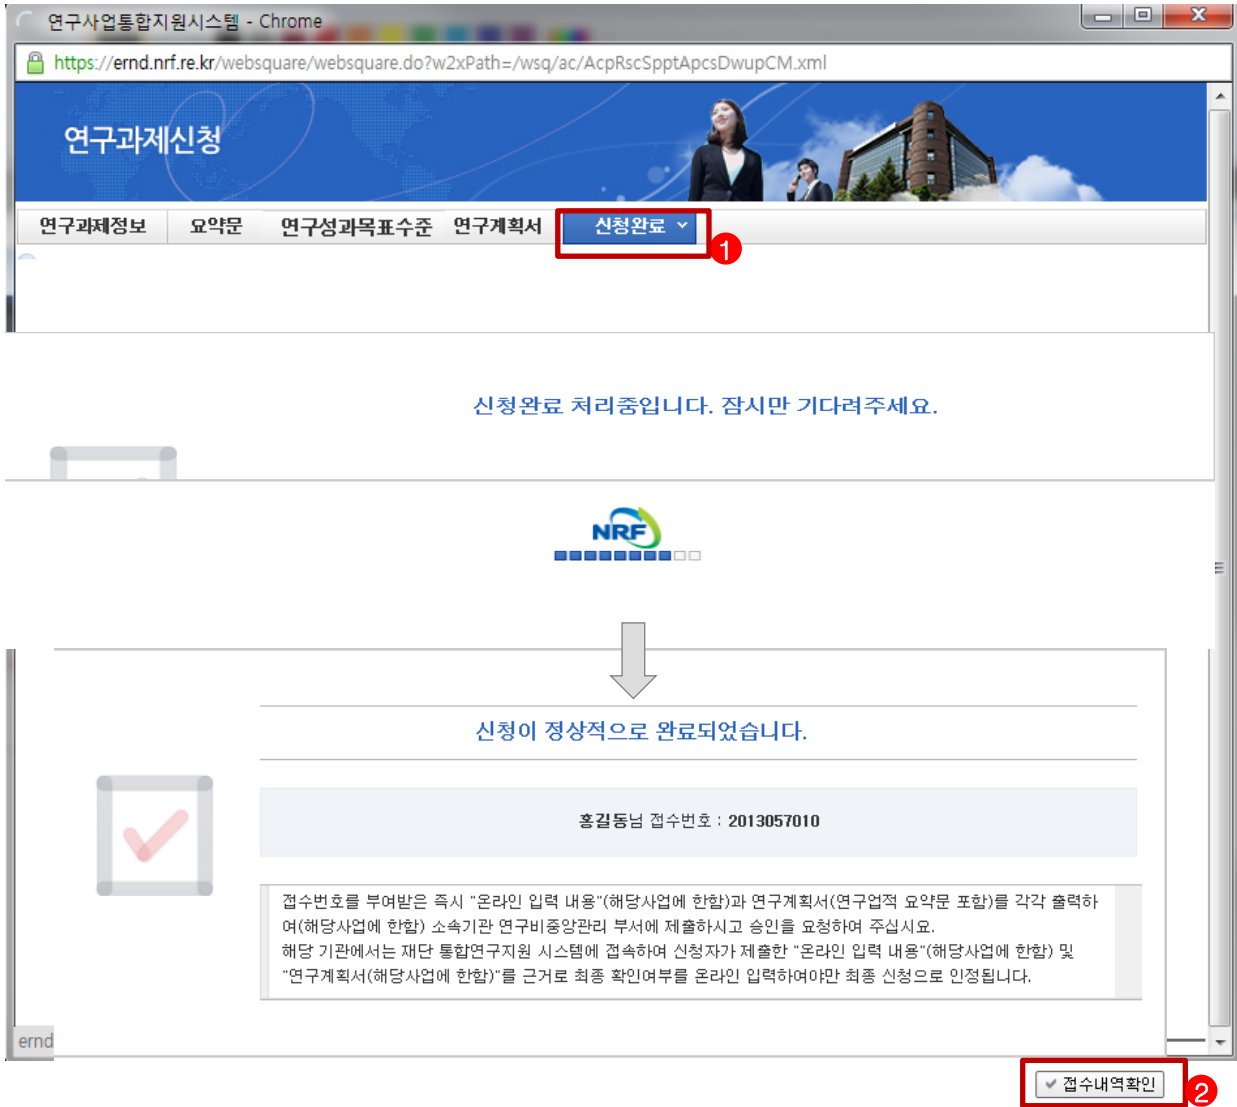 연구사업통합지원시스템 - Chrome
https://ernd.nrf.re.kr/websquare/websquare.do?w2xPath=/wsq/ac/AcpRscSpptApcsDwupCM.xml
연구과제신청
연구과제정보 요약문 연구성과목표수준 연구계획서 신청완료
1
신청완료 처리중입니다. 잠시만 기다려주세요.
NRF
신청이 정상적으로 완료되었습니다.
홍길동님 접수번호 : 2013057010
접수번호를 부여받은 즉시 "온라인 입력 내용"(해당사업에 한함)과 연구계획서(연구업적 요약문 포함)를 각각 출력하
여(해당사업에 한함) 소속기관 연구비중앙관리 부서에 제출하시고 승인을 요청하여 주십시요.
해당 기관에서는 재단 통합연구지원 시스템에 접속하여 신청자가 제출한 "온라인 입력 내용"(해당사업에 한함) 및
"연구계획서(해당사업에 한함)"를 근거로 최종 확인여부를 온라인 입력하여야만 최종 신청으로 인정됩니다.
ernd
접수내역확인
2